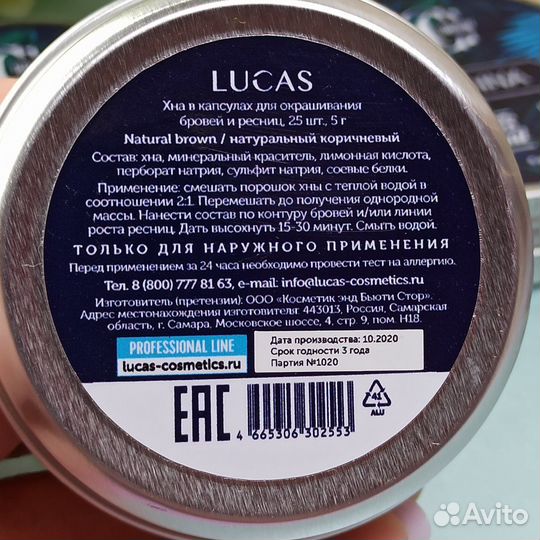 LUCAS
Хна в капсулах для окрашивания
бровей и ресниц, 25 шт., 5 г
Natural brown / натуральный коричневый
Состав: хна, минеральный краситель, лимонная кислота,
перборат натрия, сульфит натрия, соевые белки.
Применение: смешать порошок хны с теплой водой в
соотношении 2:1. Перемешать до получения однородной
массы. Нанести состав по контуру бровей и/или линии
роста ресниц. Дать высохнуть 15-30 минут. Смыть водой.
ТОЛЬКО ДЛЯ НАРУЖНОГО ПРИМЕНЕНИЯ
Перед применением за 24 часа необходимо провести тест на аллергию.
Тел. 8 (800) 777 81 63, e-mail: info@lucas-cosmetics.ru
Изготовитель (претензии): ООО «Косметик энд Бьюти Стор».
Адрес местонахождения изготовителя 443013, Россия, Самарская
область, г. Самара, Московское шоссе, 4, стр. 9, пом. Н18.
PROFESSIONAL LINE
lucas-cosmetics.ru
Дата производства: 10.2020
Срок годности 3 года
Партия №1020
EAC
4 665306 302553
41
ALU
Avito